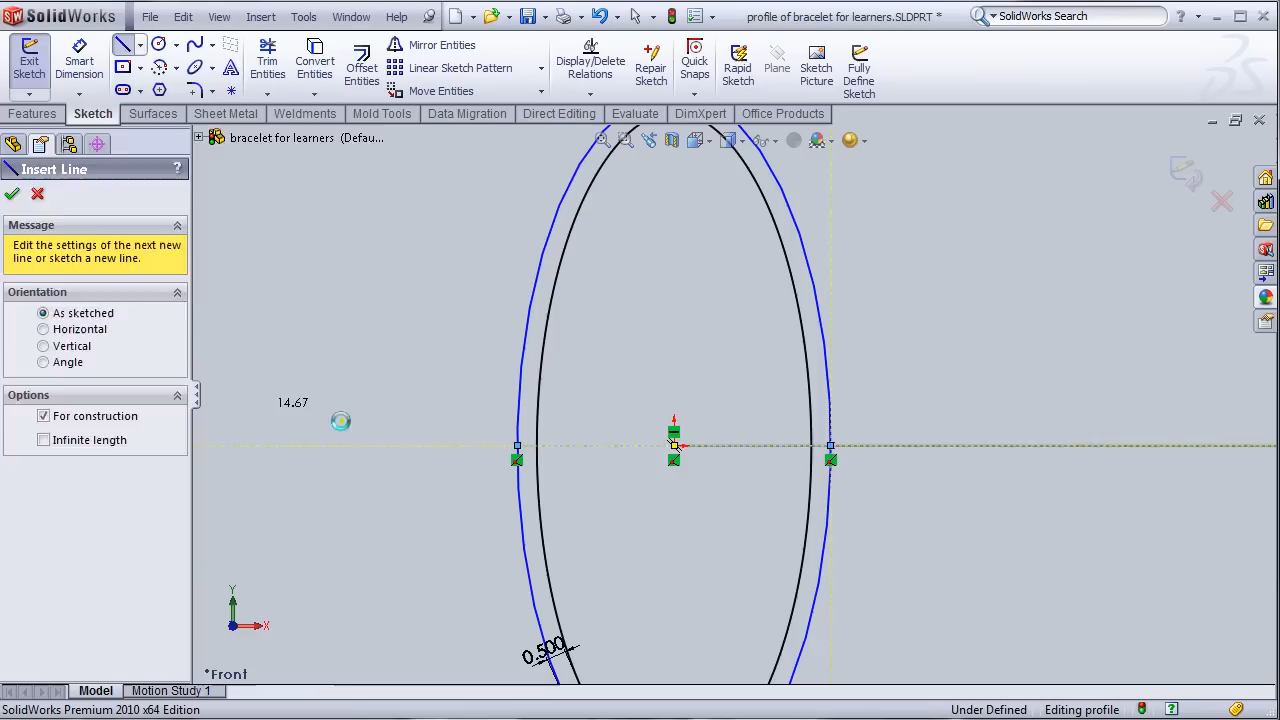 SolidWorks
File Edit View Insert Tools Window Help
profile of bracelet for learners.SLDPRT *
SolidWorks Search
Exit Sketch
Smart Dimension
Trim Entities
Convert Entities
Offset Entities
Mirror Entities
Linear Sketch Pattern
Move Entities
Display/Delete Relations
Repair Sketch
Quick Snaps
Rapid Sketch
Plane
Sketch Picture
Fully Define Sketch
Features Sketch Surfaces Sheet Metal Weldments Mold Tools Data Migration Direct Editing Evaluate DimXpert Office Products
bracelet for learners (Defau...
Insert Line ?
Message
Edit the settings of the next new
line or sketch a new line.
Orientation
As sketched
Horizontal
Vertical
Angle
Options
For construction
Infinite length
14.67
0.500
Y
X
*Front
Model Motion Study 1
SolidWorks Premium 2010 x64 Edition
Under Defined
Editing profile